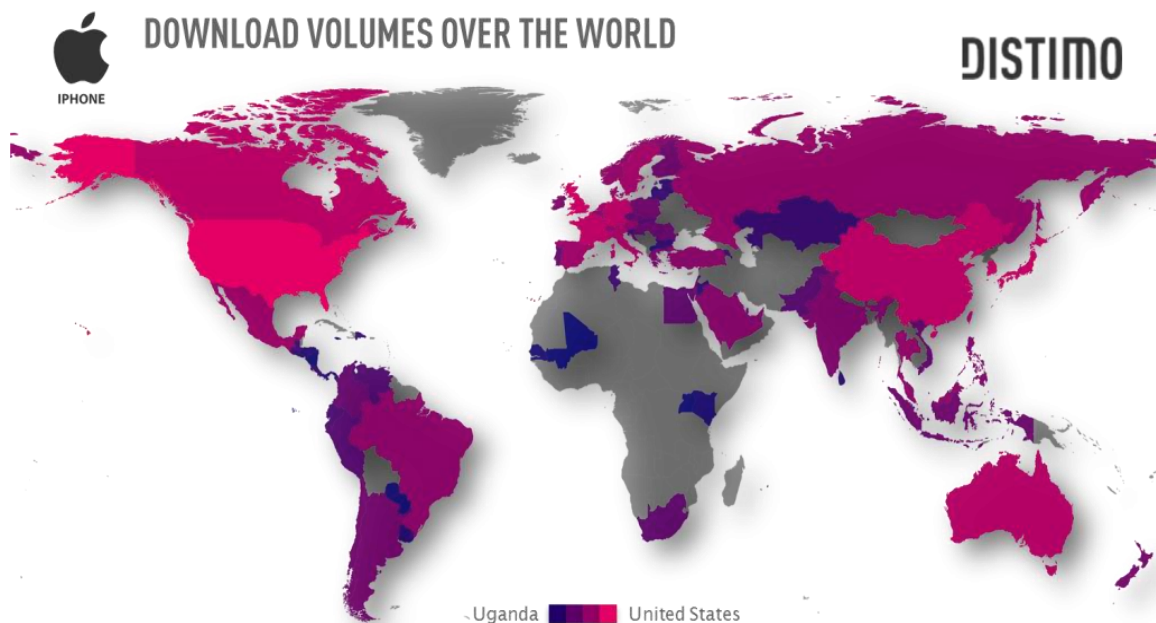 DOWNLOAD VOLUMES OVER THE WORLD
IPHONE
DISTIMO
Uganda United States